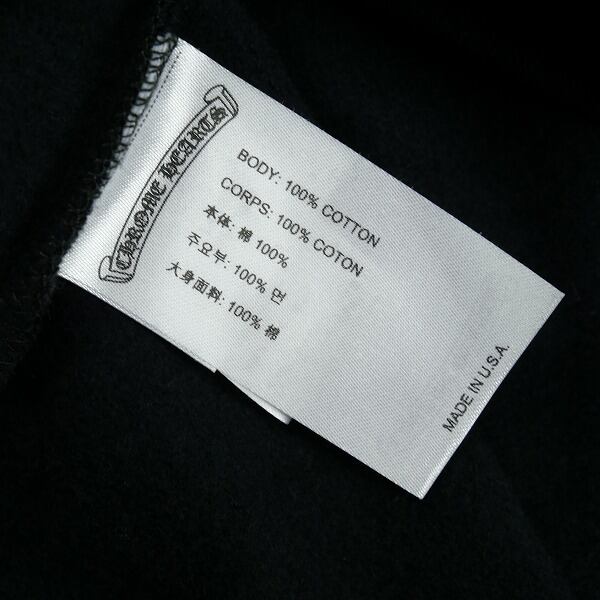 CHROME HEARTS
BODY: 100% COTTON
CORPS: 100% COTON
本体: 棉 100%
주요부: 100% 면
大身面料: 100% 棉
MADE IN U.S.A.